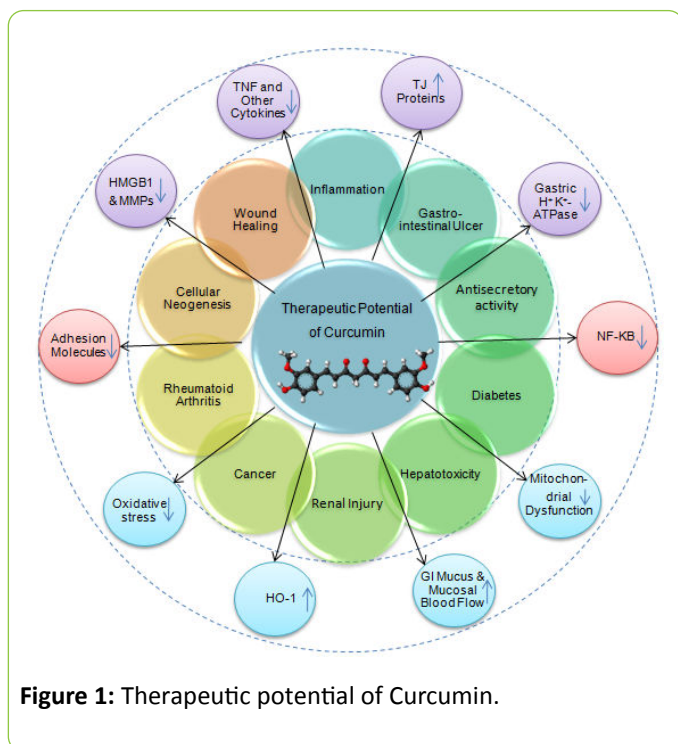 TNF and
Other
Cytokines ↓
TJ
Proteins ↑
HMGB1
& MMPs ↓
Gastric
H⁺ K⁺-
ATPase ↓
Inflammation
Wound
Healing
Gastro-
intestinal Ulcer
Cellular
Neogenesis
Antisecretory
activity
Therapeutic Potential
of Curcumin
Adhesion
Molecules ↓
NF-KB ↓
Rheumatoid
Arthritis
Diabetes
Cancer
Hepatotoxicity
Renal Injury
Oxidative
stress ↓
Mitochon-
drial
Dysfunction ↓
HO-1 ↑
GI Mucus &
Mucosal
Blood Flow ↑
Figure 1: Therapeutic potential of Curcumin.